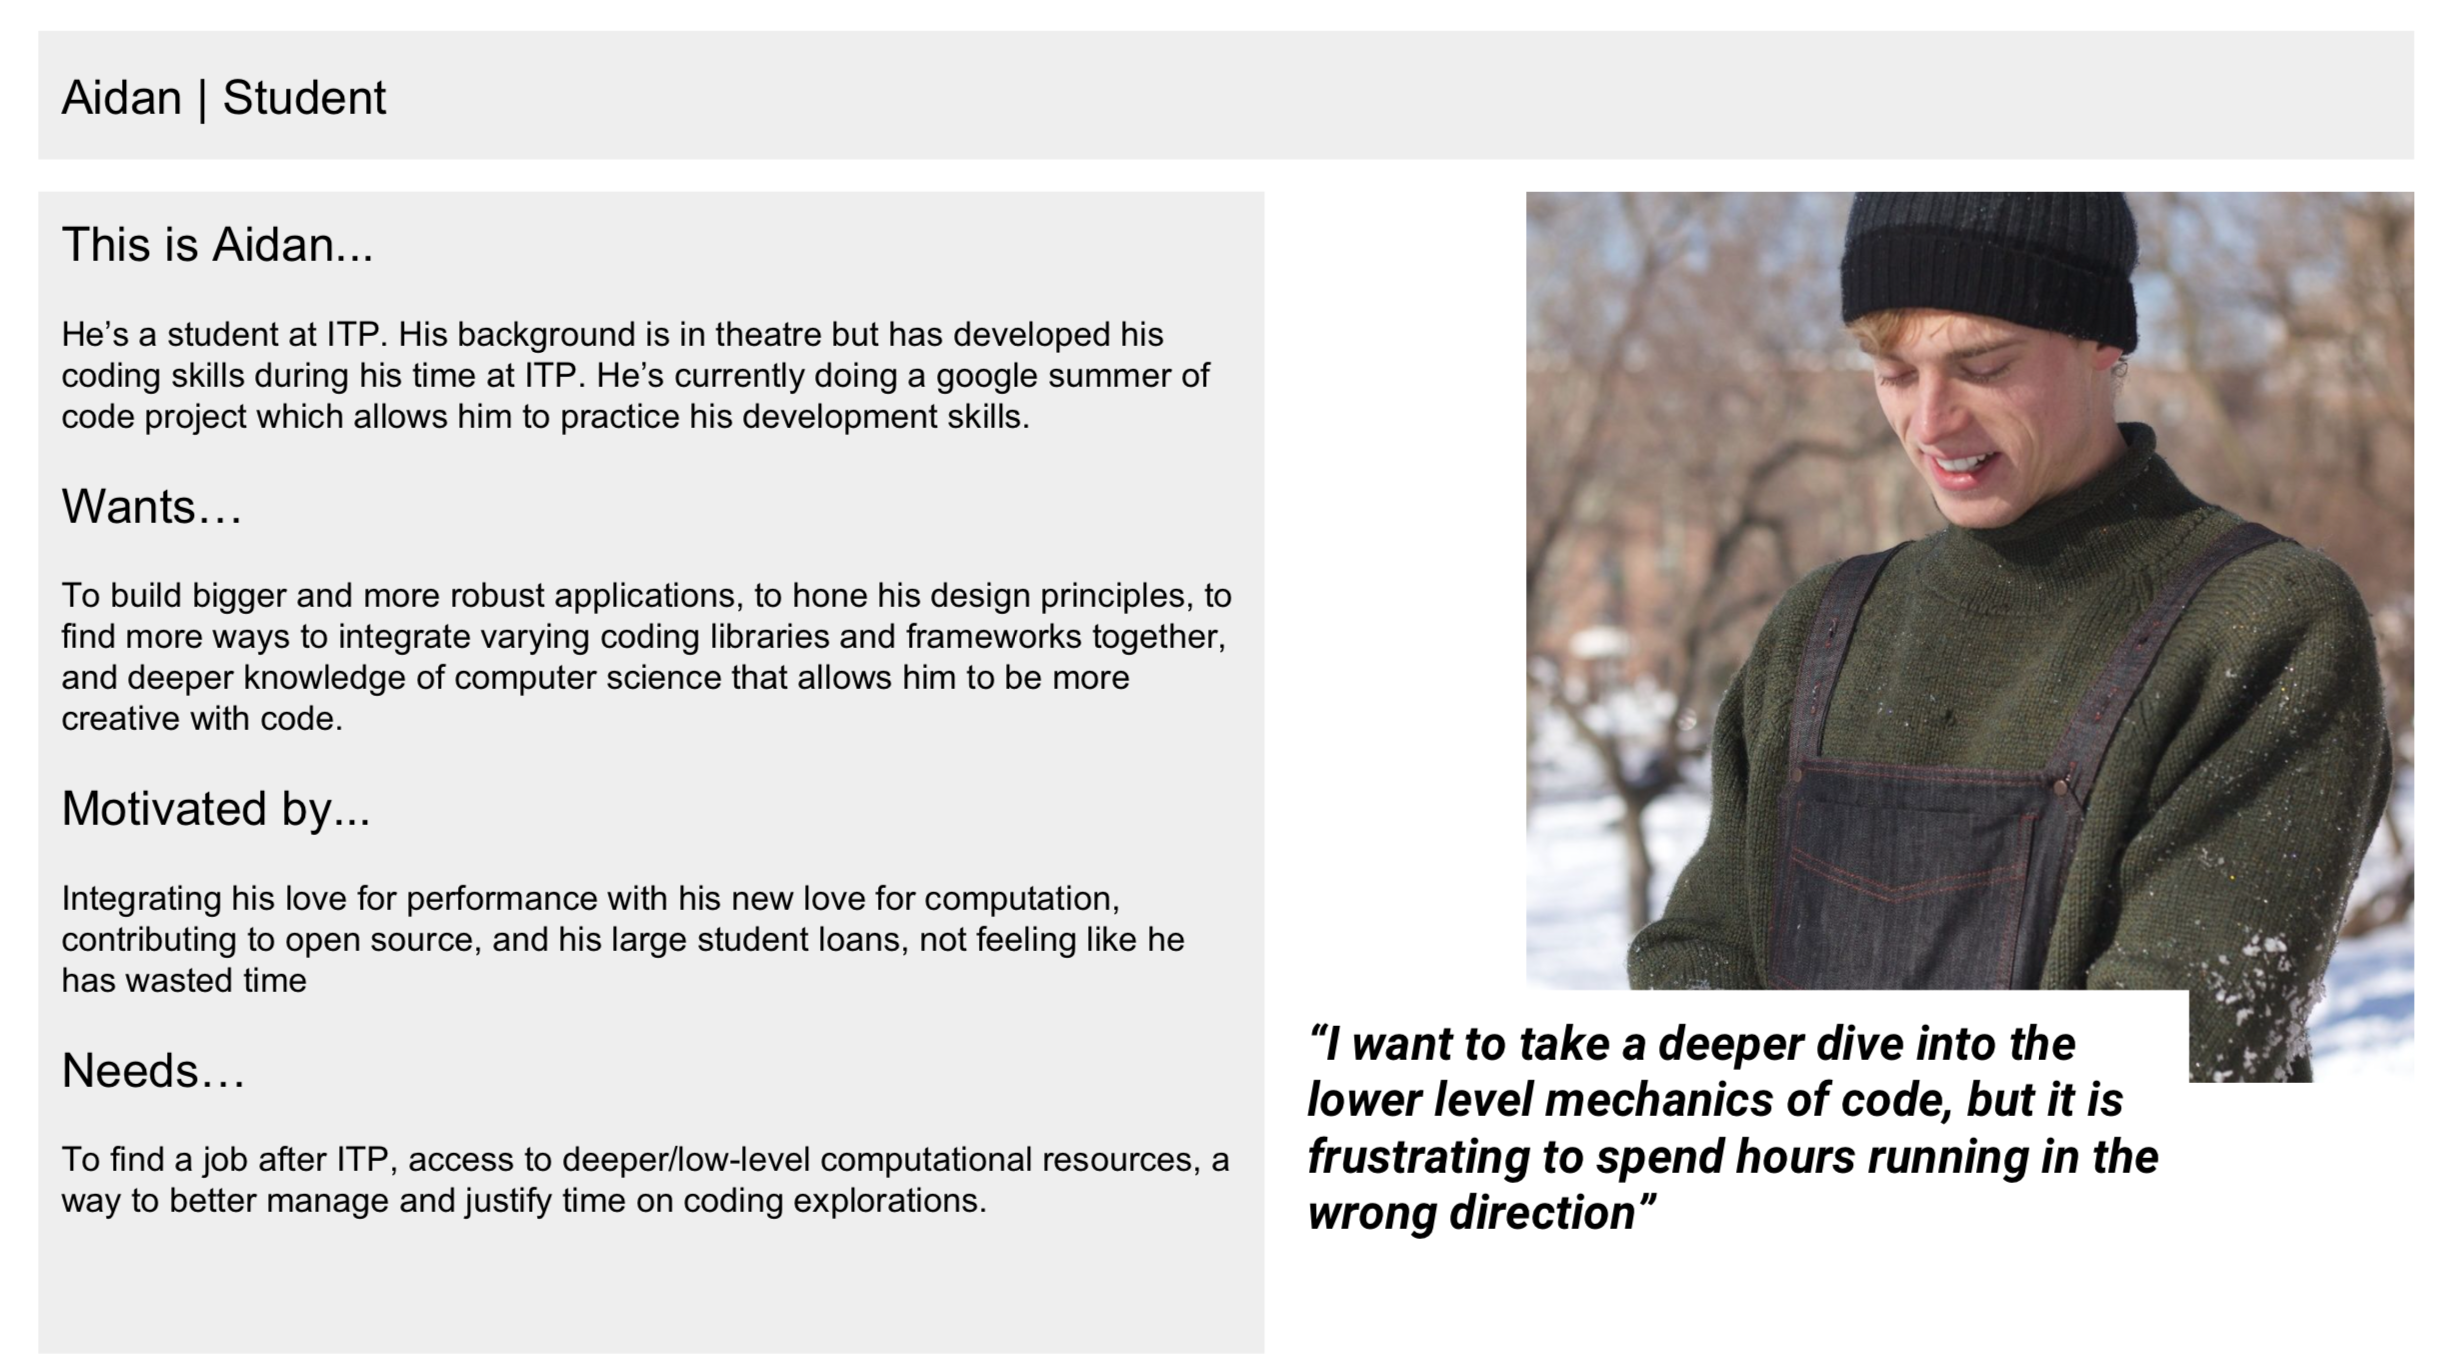 Aidan | Student
This is Aidan...
He’s a student at ITP. His background is in theatre but has developed his
coding skills during his time at ITP. He’s currently doing a google summer of
code project which allows him to practice his development skills.
Wants…
To build bigger and more robust applications, to hone his design principles, to
find more ways to integrate varying coding libraries and frameworks together,
and deeper knowledge of computer science that allows him to be more
creative with code.
Motivated by...
Integrating his love for performance with his new love for computation,
contributing to open source, and his large student loans, not feeling like he
has wasted time
Needs…
To find a job after ITP, access to deeper/low-level computational resources, a
way to better manage and justify time on coding explorations.
“I want to take a deeper dive into the
lower level mechanics of code, but it is
frustrating to spend hours running in the
wrong direction”